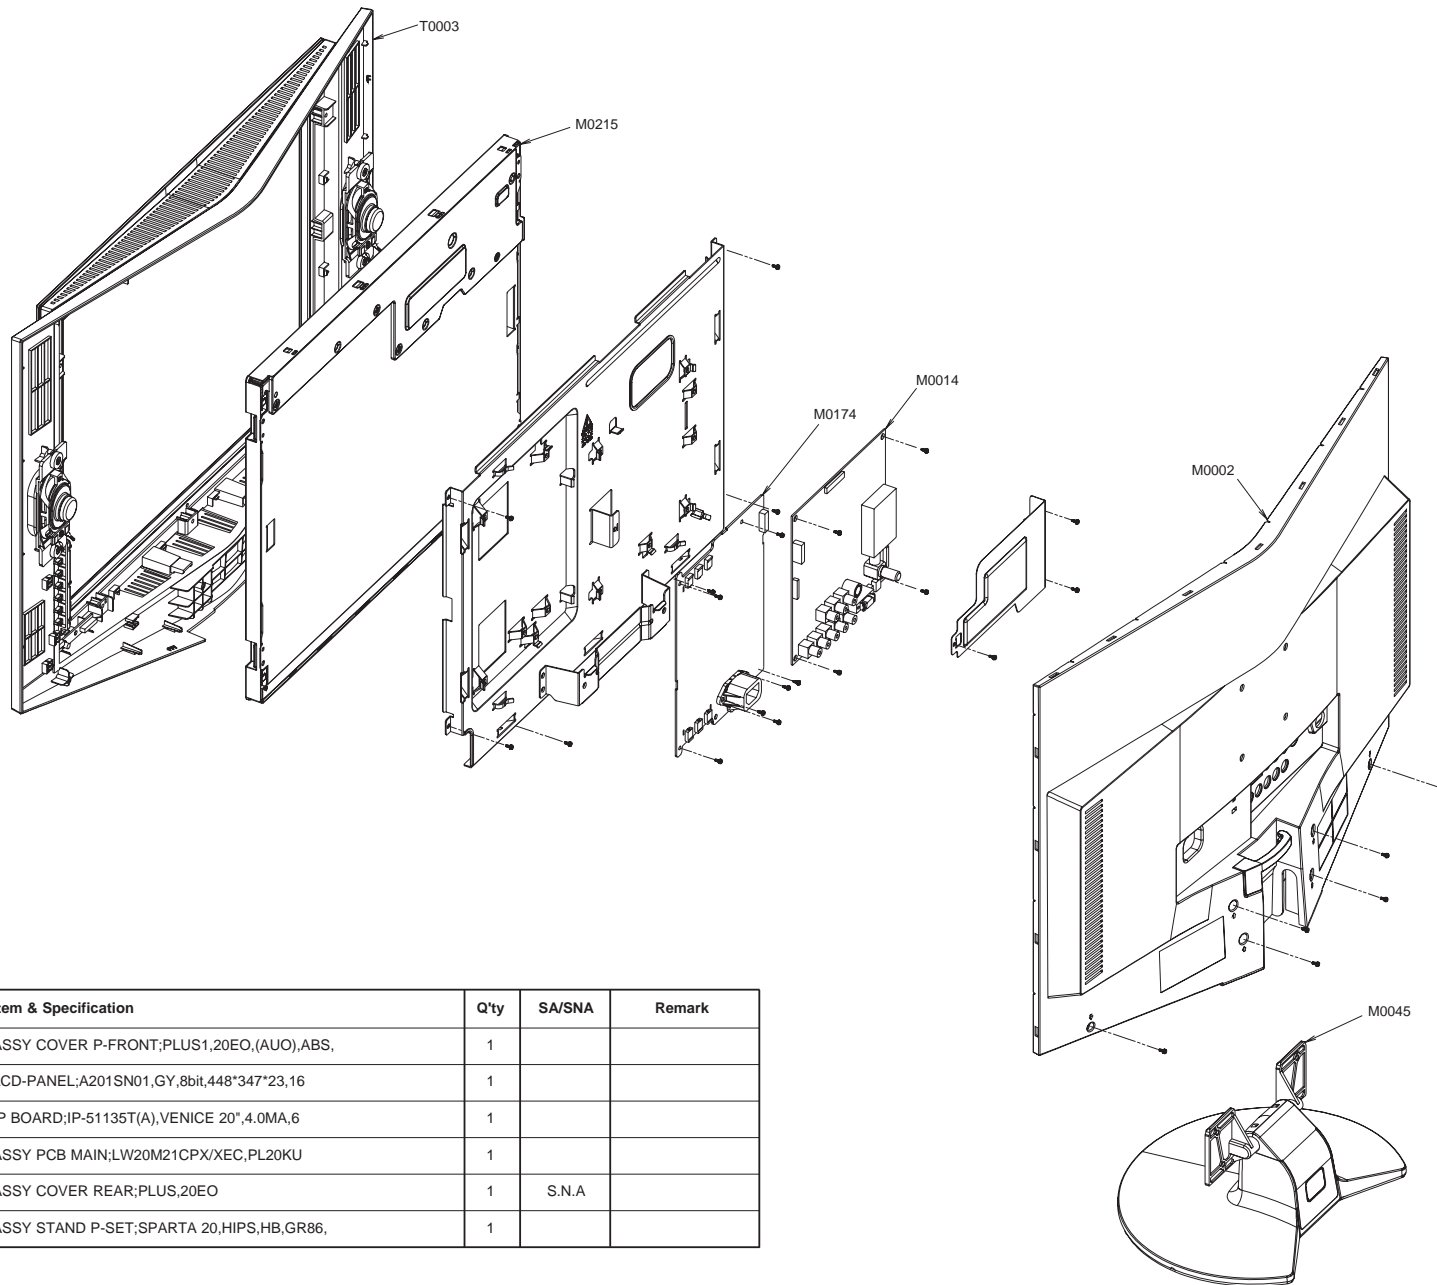 T0003
M0215
M0014
M0174
M0002
M0045
tem & Specification Q'ty SA/SNA Remark
ASSY COVER P-FRONT;PLUS1,20EO,(AUO),ABS, 1
CD-PANEL;A201SN01,GY,8bit,448*347*23,16 1
P BOARD;IP-51135T(A),VENICE 20",4.0MA,6 1
ASSY PCB MAIN;LW20M21CPX/XEC,PL20KU 1
ASSY COVER REAR;PLUS,20EO 1 S.N.A
ASSY STAND P-SET;SPARTA 20,HIPS,HB,GR86, 1